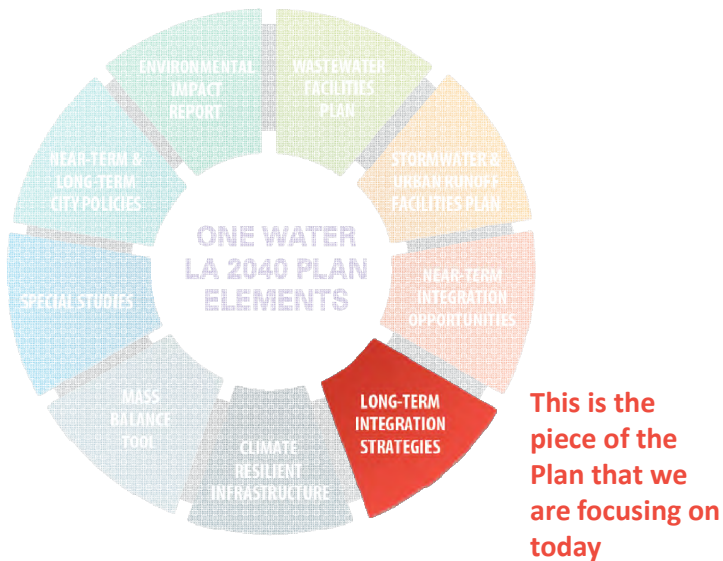 ENVIRONMENTAL
IMPACT
REPORT
WASTEWATER
FACILITIES
PLAN
STORMWATER &
URBAN RUNOFF
FACILITIES PLAN
NEAR-TERM
INTEGRATION
OPPORTUNITIES
LONG-TERM
INTEGRATION
STRATEGIES
CLIMATE
RESILIENT
INFRASTRUCTURE
MASS
BALANCE
TOOL
SPECIAL STUDIES
NEAR-TERM &
LONG-TERM
CITY POLICIES
ONE WATER
LA 2040 PLAN
ELEMENTS
This is the
piece of the
Plan that we
are focusing on
today